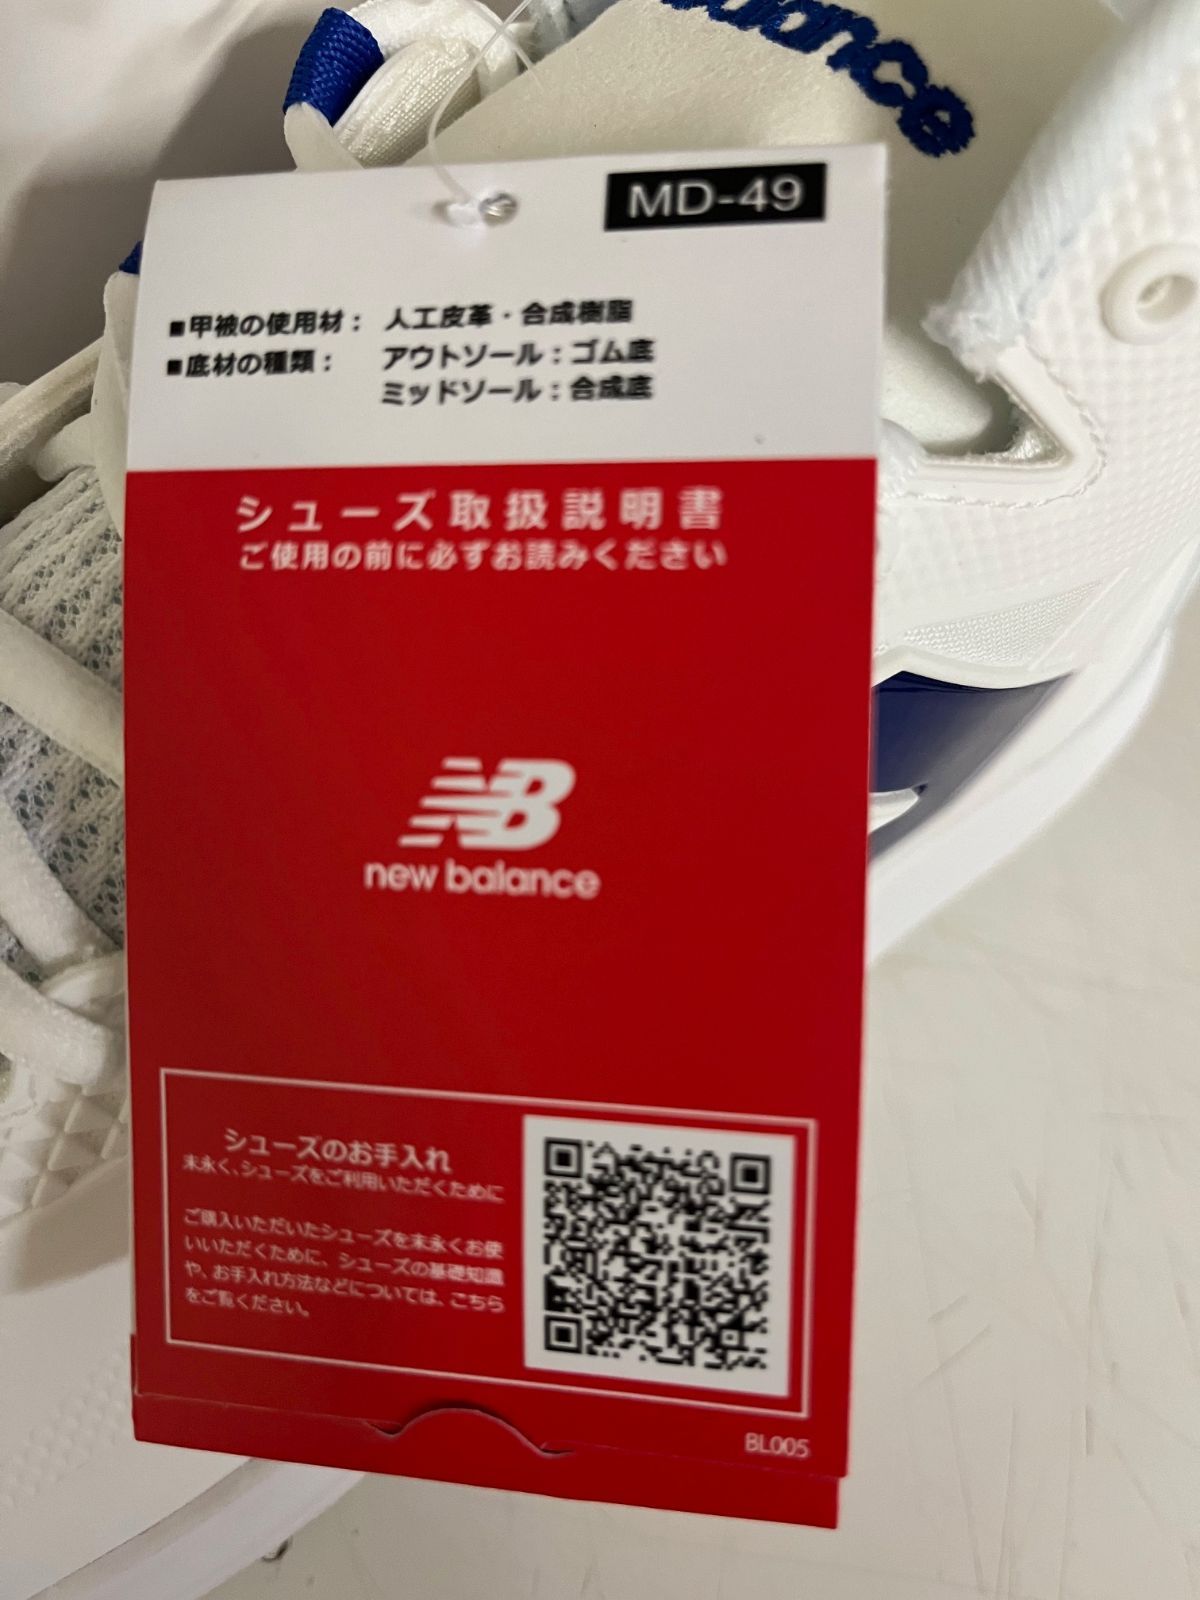 balance
MD-49
■甲被の使用材： 人工皮革・合成樹脂
■底材の種類： アウトソール：ゴム底
ミッドソール：合成底
シューズ取扱説明書
ご使用の前に必ずお読みください
NB
new balance
シューズのお手入れ
末永く、シューズをご利用いただくために
ご購入いただいたシューズを末永くお使
いいただくために、シューズの基礎知識
や、お手入れ方法などについては、こちら
をご覧ください。
BL005